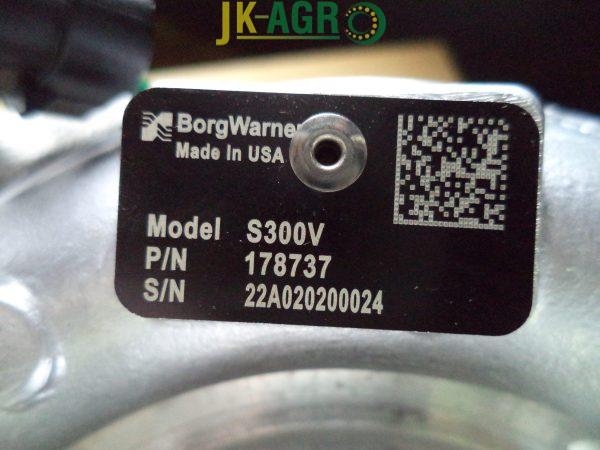 JK-AGRO
BorgWarner
Made In USA
Model S300V
P/N 178737
S/N 22A020200024